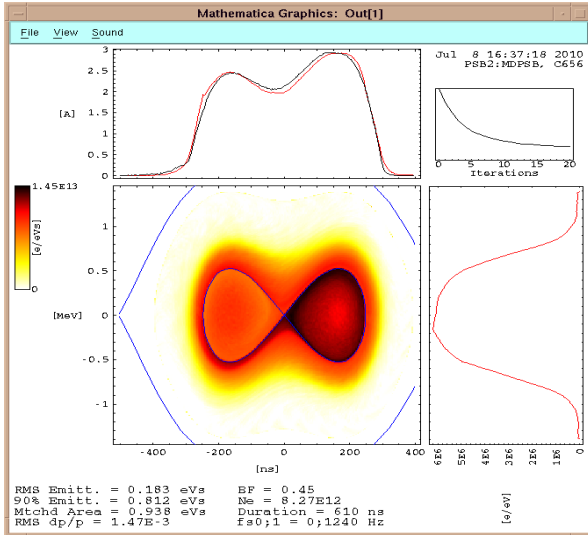 Mathematica Graphics: Out[1]
File View Sound
Jul 8 16:37:18 2010
PSB2:MDPSB, C656
3
2.5
2
[A]
1.5
1
0.5
0
0 5 10 15 20
Iterations
1.45E13
[e/eVs]
0
1
0.5
[MeV] 0
-0.5
-1
-400 -200 0 200 400
[ns]
6E6 5E6 4E6 3E6 2E6 1E6 0
[e/eV]
RMS Emitt. = 0.183 eVs BF = 0.45
90% Emitt. = 0.812 eVs Ne = 8.27E12
Mtchd Area = 0.938 eVs Duration = 610 ns
RMS dp/p = 1.47E-3 fs0;1 = 0;1240 Hz